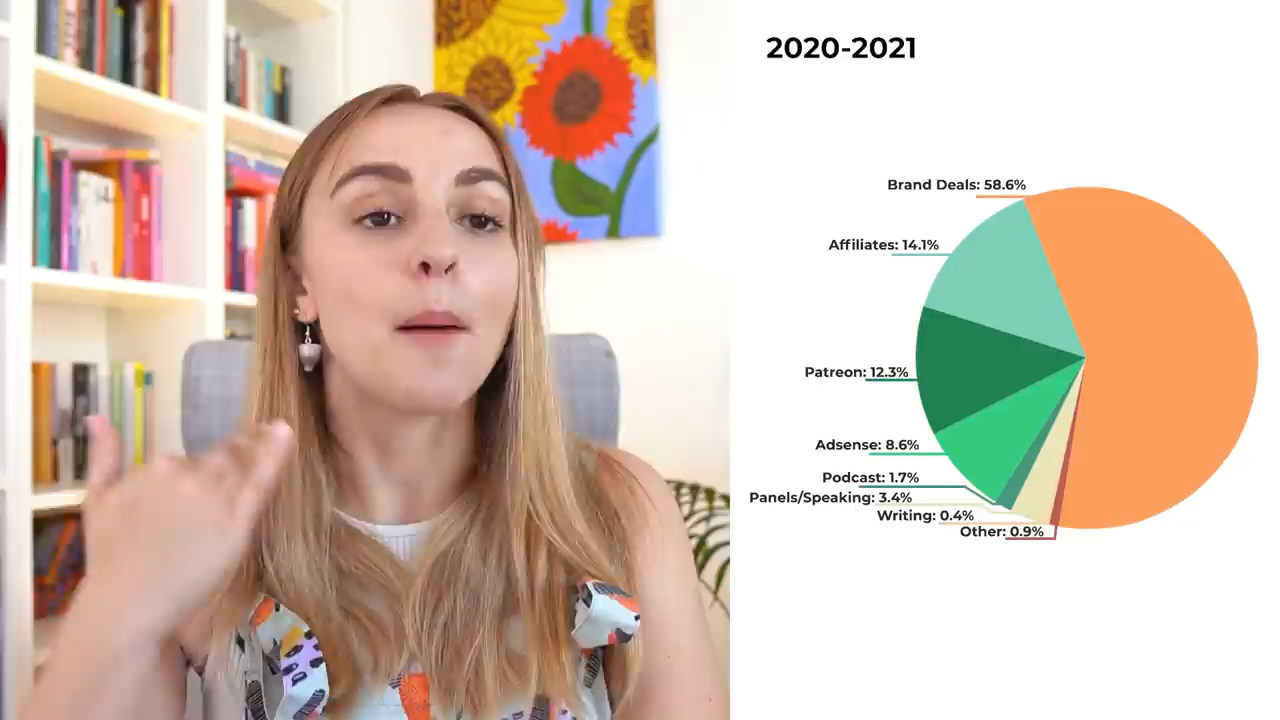 2020-2021
Brand Deals: 58.6%
Affiliates: 14.1%
Patreon: 12.3%
Adsense: 8.6%
Podcast: 1.7%
Panels/Speaking: 3.4%
Writing: 0.4%
Other: 0.9%